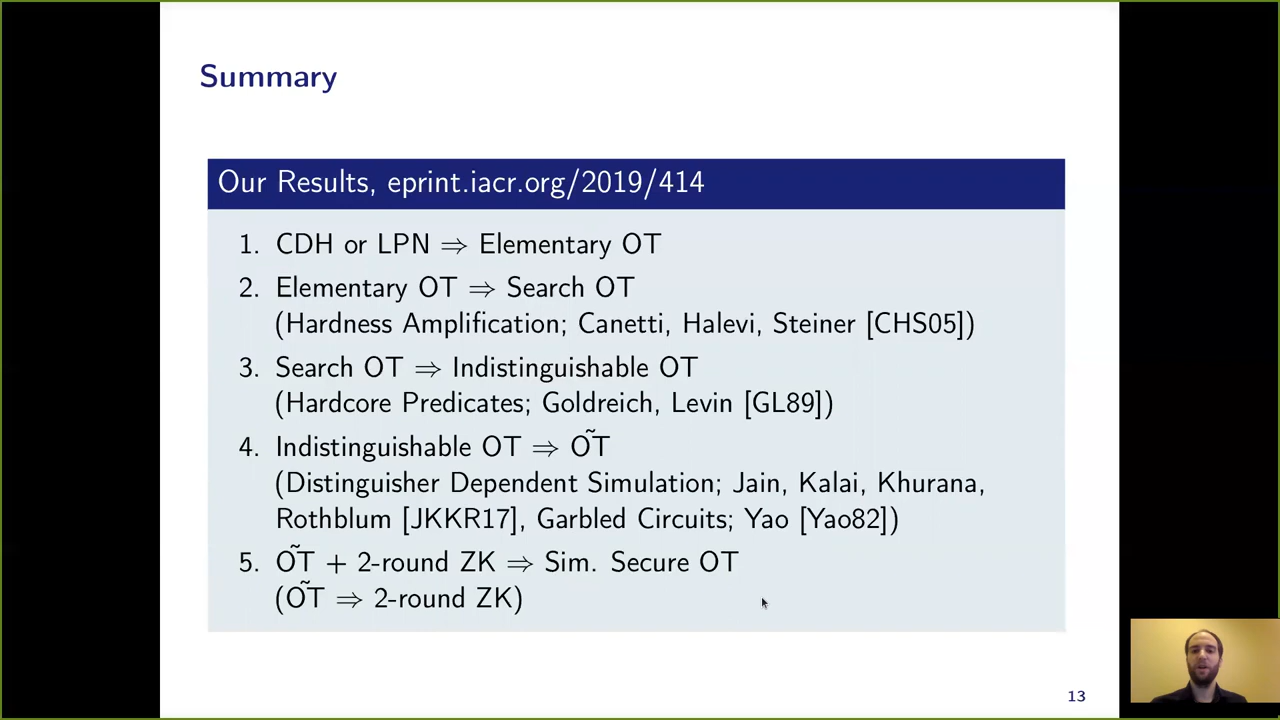 Summary
Our Results, eprint.iacr.org/2019/414
1. CDH or LPN ⇒ Elementary OT
2. Elementary OT ⇒ Search OT
(Hardness Amplification; Canetti, Halevi, Steiner [CHS05])
3. Search OT ⇒ Indistinguishable OT
(Hardcore Predicates; Goldreich, Levin [GL89])
4. Indistinguishable OT ⇒ OT̃
(Distinguisher Dependent Simulation; Jain, Kalai, Khurana,
Rothblum [JKKR17], Garbled Circuits; Yao [Yao82])
5. OT̃ + 2-round ZK ⇒ Sim. Secure OT
(OT̃ ⇒ 2-round ZK)
13